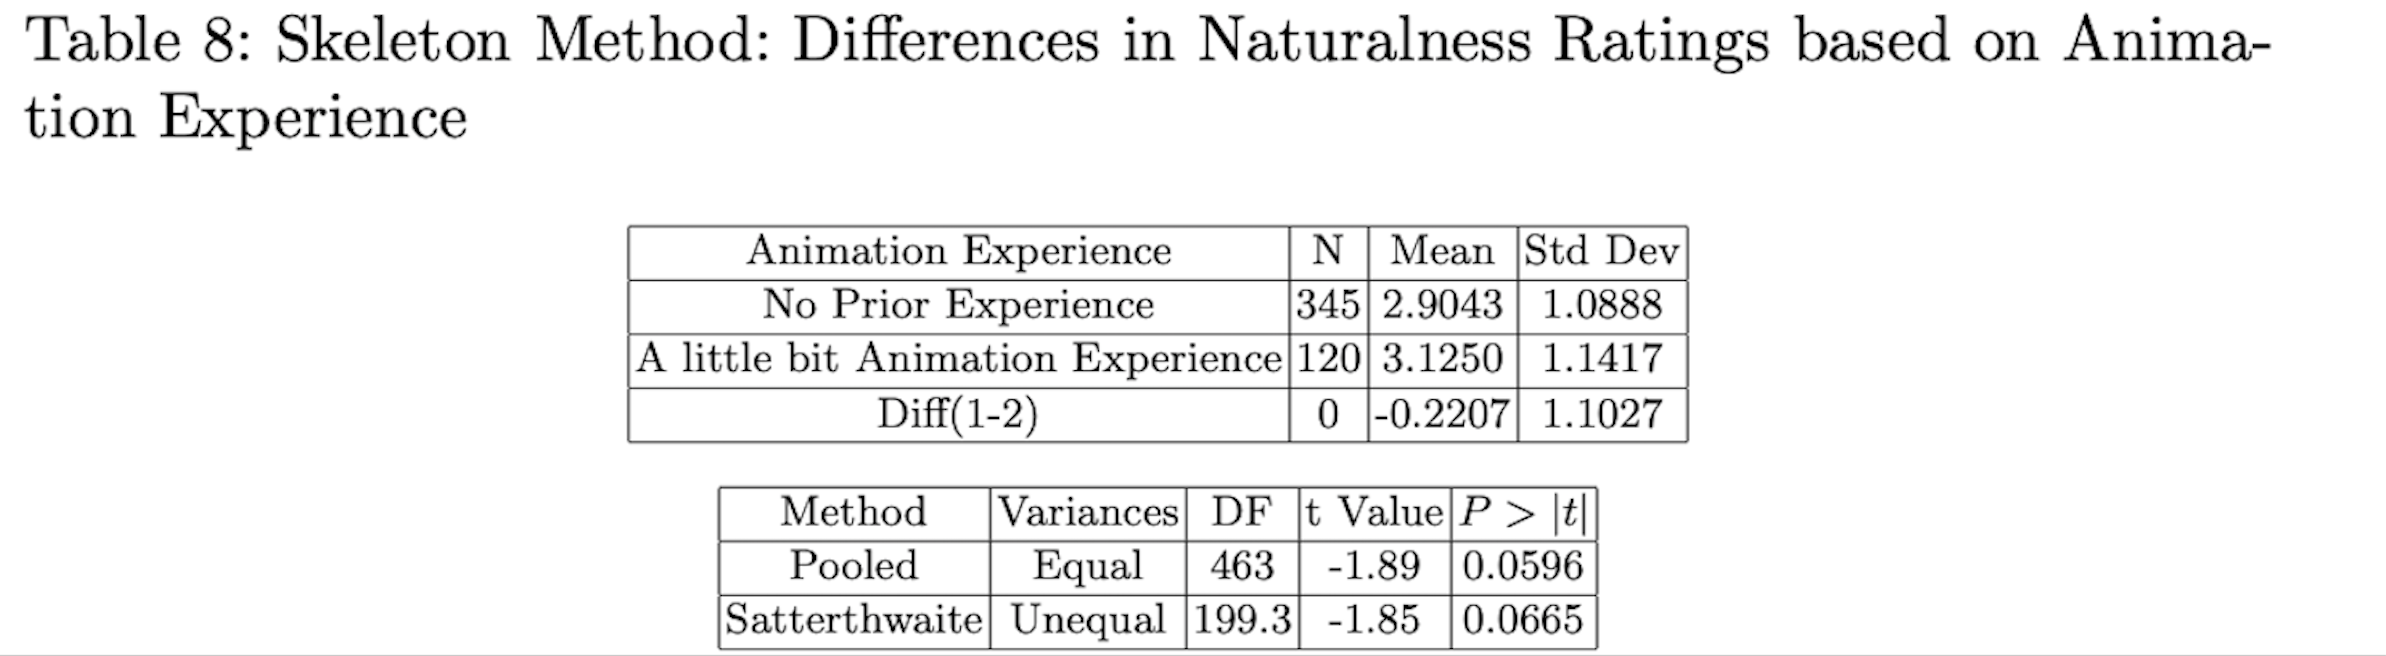 Table 8: Skeleton Method: Differences in Naturalness Ratings based on Anima-
tion Experience
Animation Experience N Mean Std Dev
No Prior Experience 345 2.9043 1.0888
A little bit Animation Experience 120 3.1250 1.1417
Diff(1-2) 0 -0.2207 1.1027
Method Variances DF t Value P > |t|
Pooled Equal 463 -1.89 0.0596
Satterthwaite Unequal 199.3 -1.85 0.0665